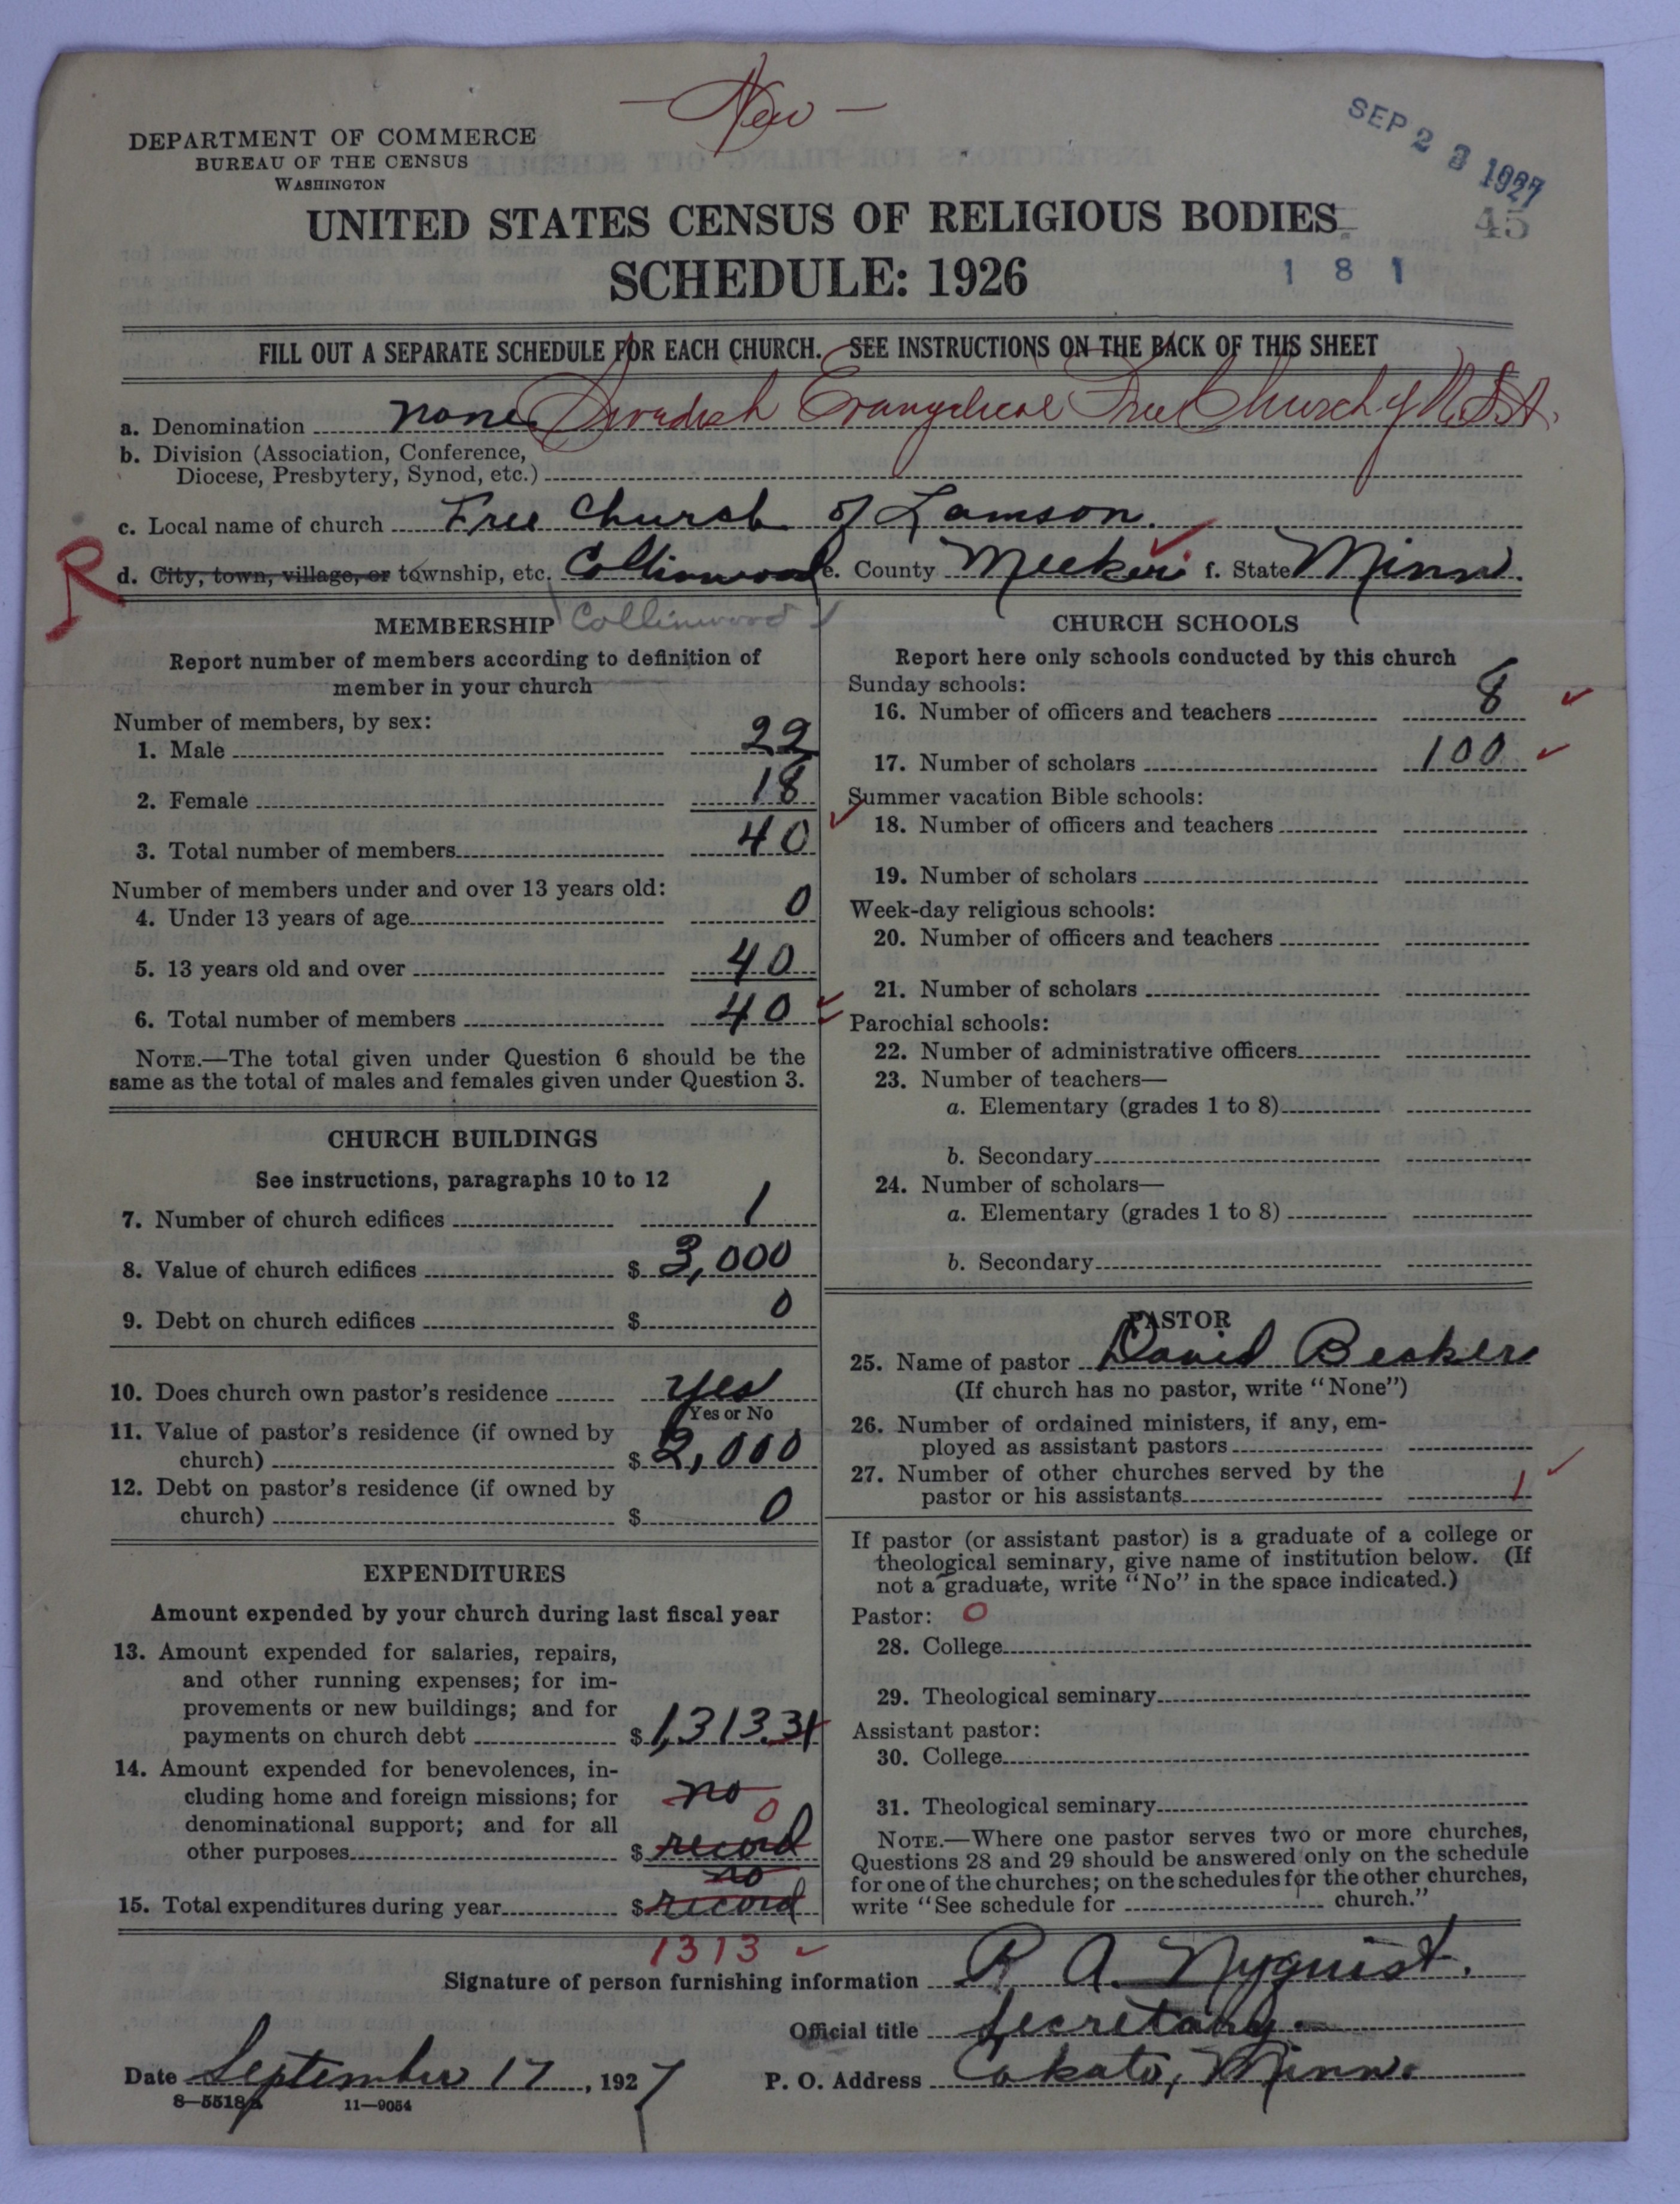 — New —
SEP 23 1927
DEPARTMENT OF COMMERCE
BUREAU OF THE CENSUS
WASHINGTON
UNITED STATES CENSUS OF RELIGIOUS BODIES
45
SCHEDULE: 1926
1 8 1
FILL OUT A SEPARATE SCHEDULE FOR EACH CHURCH. SEE INSTRUCTIONS ON THE BACK OF THIS SHEET
a. Denomination none Swedish Evangelical Free Church of U.S.A.
b. Division (Association, Conference,
Diocese, Presbytery, Synod, etc.)
c. Local name of church Free Church of Lamson.
R
d. City, town, village, or township, etc. Collinwood e. County Meeker f. State Minn.
Collinwood
MEMBERSHIP
Report number of members according to definition of
member in your church
Number of members, by sex:
1. Male 22
2. Female 18
3. Total number of members 40
Number of members under and over 13 years old:
4. Under 13 years of age 0
5. 13 years old and over 40
6. Total number of members 40
NOTE.—The total given under Question 6 should be the
same as the total of males and females given under Question 3.
CHURCH BUILDINGS
See instructions, paragraphs 10 to 12
7. Number of church edifices 1
8. Value of church edifices $ 3,000
9. Debt on church edifices $ 0
10. Does church own pastor's residence yes
Yes or No
11. Value of pastor's residence (if owned by
church) $ 2,000
12. Debt on pastor's residence (if owned by
church) $ 0
EXPENDITURES
Amount expended by your church during last fiscal year
13. Amount expended for salaries, repairs,
and other running expenses; for im-
provements or new buildings; and for
payments on church debt $ 1,313.31
14. Amount expended for benevolences, in-
cluding home and foreign missions; for no
denominational support; and for all 0
other purposes $ record
no
15. Total expenditures during year $ record
1313
CHURCH SCHOOLS
Report here only schools conducted by this church
Sunday schools:
16. Number of officers and teachers 8
17. Number of scholars 100
Summer vacation Bible schools:
18. Number of officers and teachers
19. Number of scholars
Week-day religious schools:
20. Number of officers and teachers
21. Number of scholars
Parochial schools:
22. Number of administrative officers
23. Number of teachers—
a. Elementary (grades 1 to 8)
b. Secondary
24. Number of scholars—
a. Elementary (grades 1 to 8)
b. Secondary
PASTOR
25. Name of pastor David Becker
(If church has no pastor, write "None")
26. Number of ordained ministers, if any, em-
ployed as assistant pastors
27. Number of other churches served by the
pastor or his assistants 1
If pastor (or assistant pastor) is a graduate of a college or
theological seminary, give name of institution below. (If
not a graduate, write "No" in the space indicated.)
Pastor: 0
28. College
29. Theological seminary
Assistant pastor:
30. College
31. Theological seminary
NOTE.—Where one pastor serves two or more churches,
Questions 28 and 29 should be answered only on the schedule
for one of the churches; on the schedules for the other churches,
write "See schedule for church."
Signature of person furnishing information R A. Nyquist.
Official title Secretary
Date September 17, 1927
P. O. Address Cokato, Minn.
8—5518a 11—9054